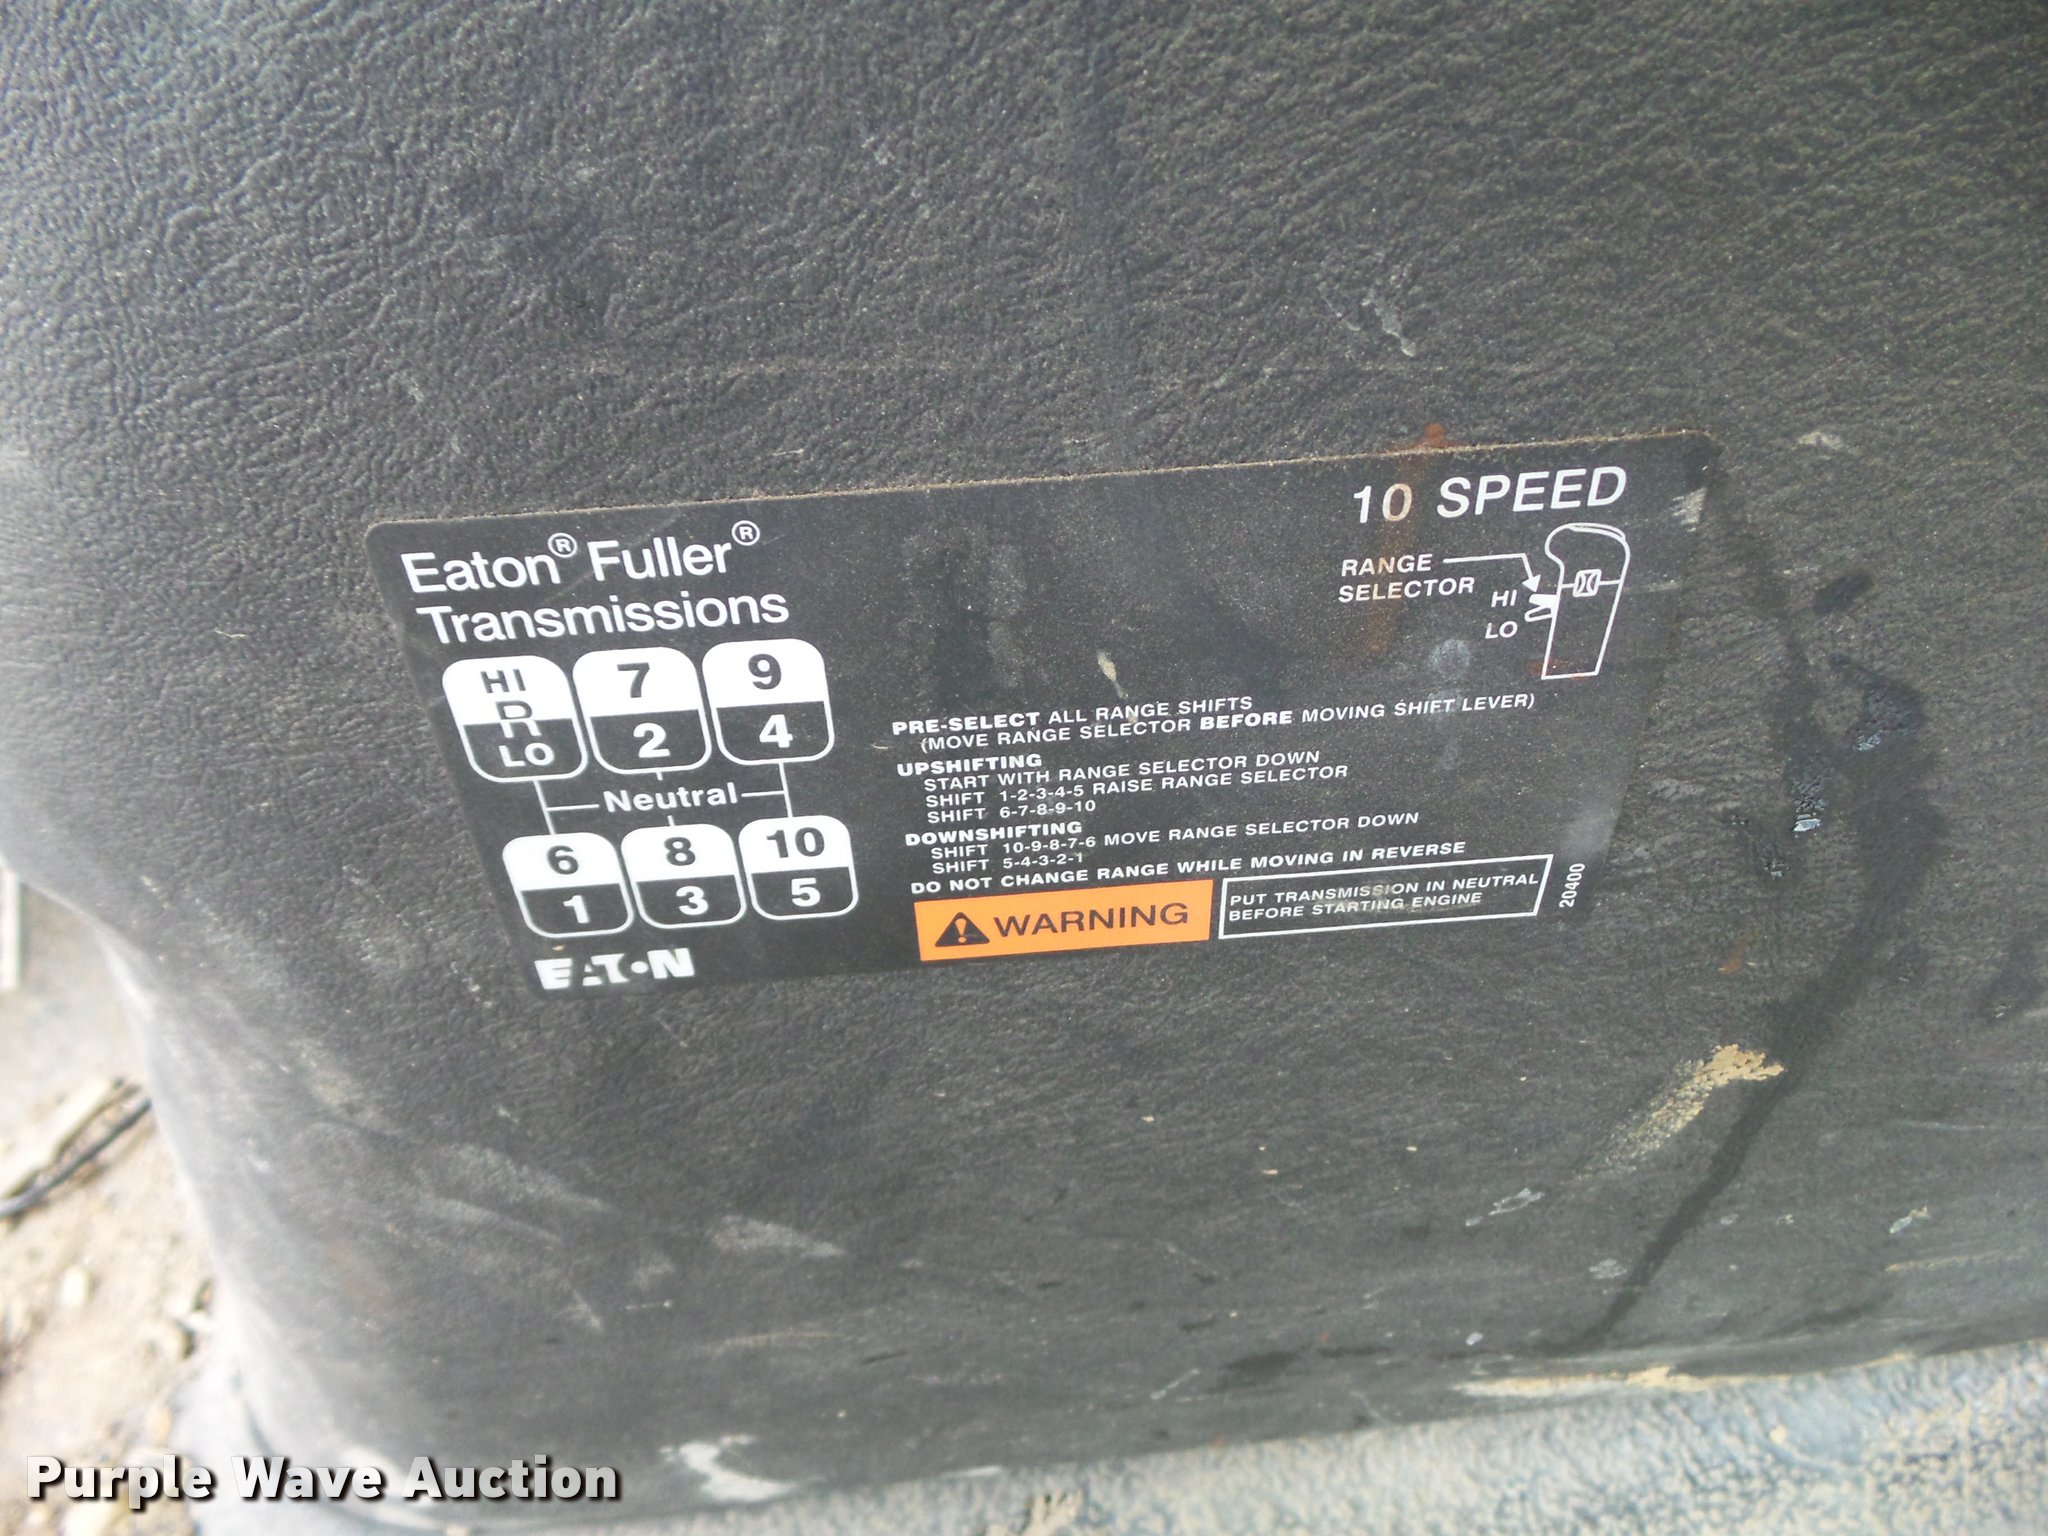 Eaton® Fuller®
Transmissions
10 SPEED
RANGE
SELECTOR
HI
LO
HI
R
LO
7
2
9
4
Neutral
6
1
8
3
10
5
EATON
PRE-SELECT ALL RANGE SHIFTS
(MOVE RANGE SELECTOR BEFORE MOVING SHIFT LEVER)
UPSHIFTING
START WITH RANGE SELECTOR DOWN
SHIFT 1-2-3-4-5 RAISE RANGE SELECTOR
SHIFT 6-7-8-9-10
DOWNSHIFTING
SHIFT 10-9-8-7-6 MOVE RANGE SELECTOR DOWN
SHIFT 5-4-3-2-1
DO NOT CHANGE RANGE WHILE MOVING IN REVERSE
WARNING
PUT TRANSMISSION IN NEUTRAL
BEFORE STARTING ENGINE
20400
Purple Wave Auction